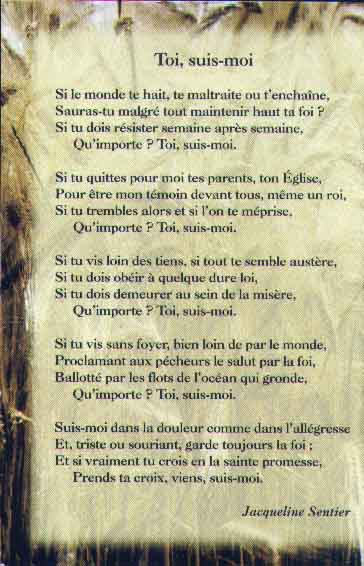 Toi, suis-moi
Si le monde te hait, te maltraite ou t'enchaîne,
Sauras-tu malgré tout maintenir haut ta foi ?
Si tu dois résister semaine après semaine,
Qu'importe ? Toi, suis-moi.
Si tu quittes pour moi tes parents, ton Église,
Pour être mon témoin devant tous, même un roi,
Si tu trembles alors et si l'on te méprise,
Qu'importe ? Toi, suis-moi.
Si tu vis loin des tiens, si tout te semble austère,
Si tu dois obéir à quelque dure loi,
Si tu dois demeurer au sein de la misère,
Qu'importe ? Toi, suis-moi.
Si tu vis sans foyer, bien loin de par le monde,
Proclamant aux pécheurs le salut par la foi,
Ballotté par les flots de l'océan qui gronde,
Qu'importe ? Toi, suis-moi.
Suis-moi dans la douleur comme dans l'allégresse
Et, triste ou souriant, garde toujours la foi ;
Et si vraiment tu crois en la sainte promesse,
Prends ta croix, viens, suis-moi.
Jacqueline Sentier